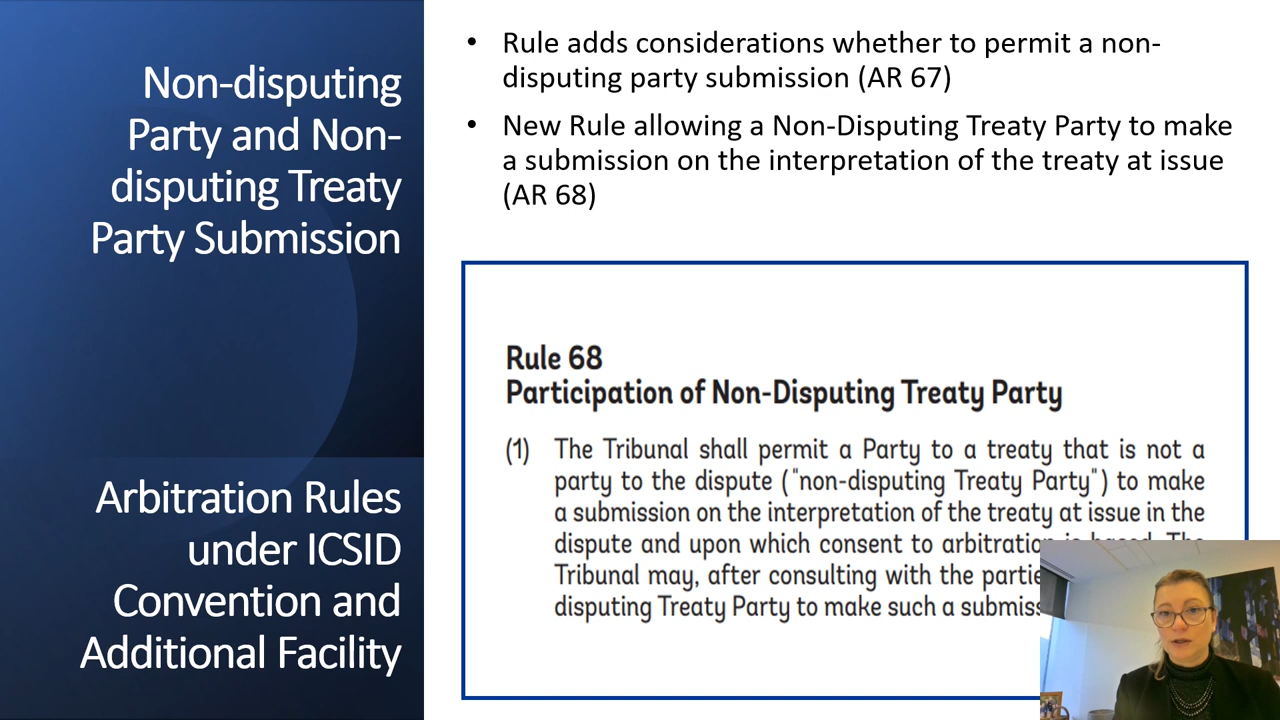 Non-disputing
Party and Non-
disputing Treaty
Party Submission
Arbitration Rules
under ICSID
Convention and
Additional Facility
• Rule adds considerations whether to permit a non-
disputing party submission (AR 67)
• New Rule allowing a Non-Disputing Treaty Party to make
a submission on the interpretation of the treaty at issue
(AR 68)
Rule 68
Participation of Non-Disputing Treaty Party
(1) The Tribunal shall permit a Party to a treaty that is not a
party to the dispute ("non-disputing Treaty Party") to make
a submission on the interpretation of the treaty at issue in the
dispute and upon which consent to arbitration is based. The
Tribunal may, after consulting with the
disputing Treaty Party to make such a